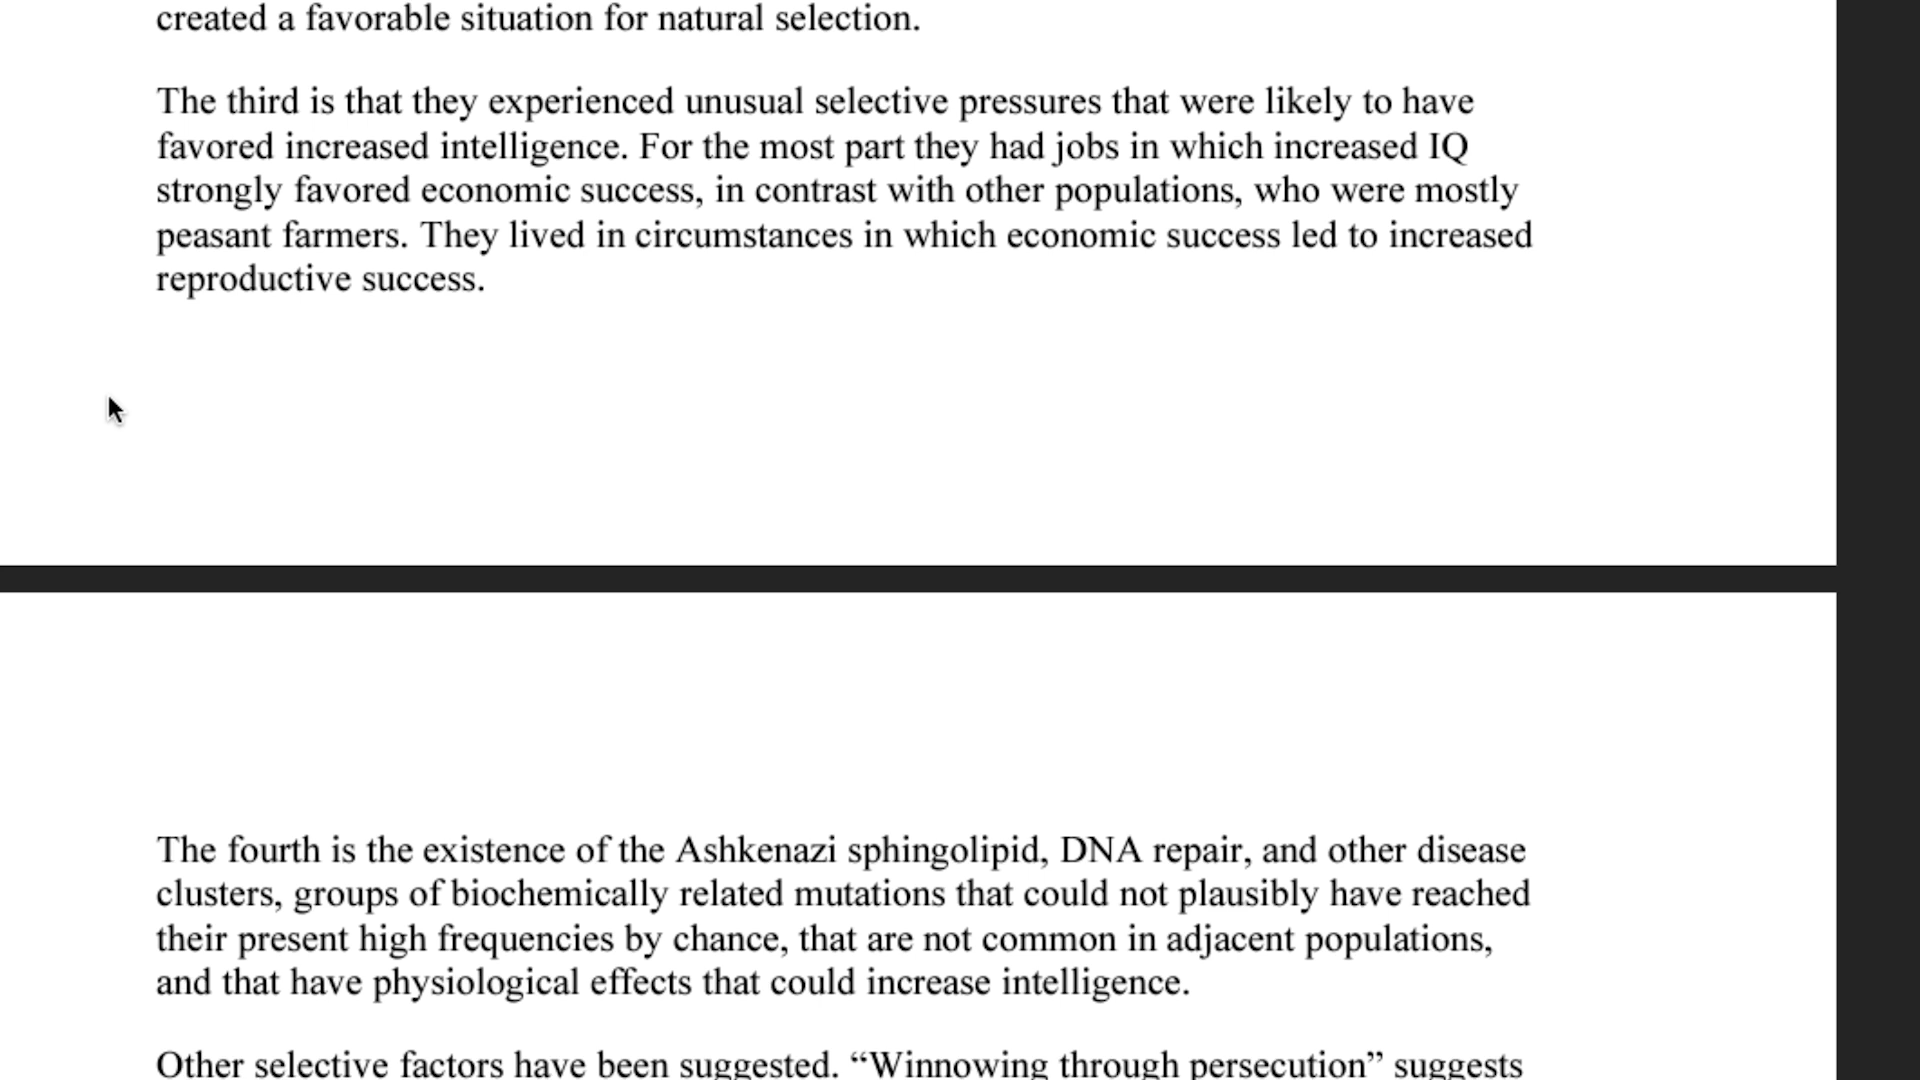 created a favorable situation for natural selection.
The third is that they experienced unusual selective pressures that were likely to have
favored increased intelligence. For the most part they had jobs in which increased IQ
strongly favored economic success, in contrast with other populations, who were mostly
peasant farmers. They lived in circumstances in which economic success led to increased
reproductive success.
The fourth is the existence of the Ashkenazi sphingolipid, DNA repair, and other disease
clusters, groups of biochemically related mutations that could not plausibly have reached
their present high frequencies by chance, that are not common in adjacent populations,
and that have physiological effects that could increase intelligence.
Other selective factors have been suggested. “Winnowing through persecution” suggests